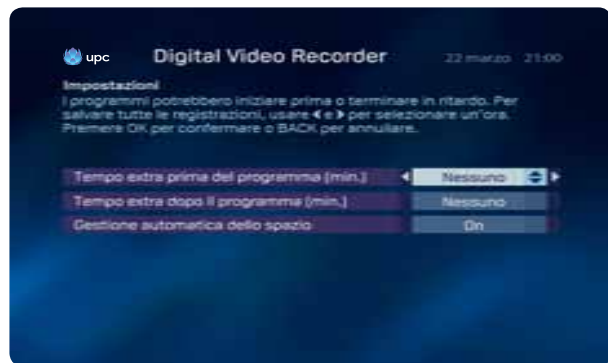 upc Digital Video Recorder 22 marzo 21:00
Impostazioni
I programmi potrebbero iniziare prima o terminare in ritardo. Per
salvare tutte le registrazioni, usare e per selezionare un'ora.
Premere OK per confermare o BACK per annullare.
Tempo extra prima del programma (min.) Nessuno
Tempo extra dopo il programma (min.) Nessuno
Gestione automatica dello spazio On